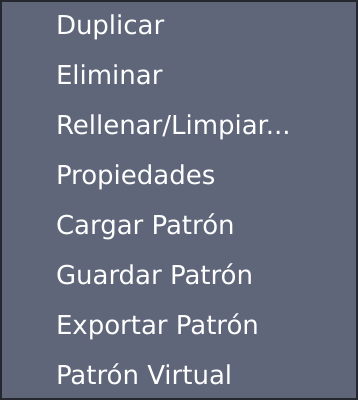 Duplicar
Eliminar
Rellenar/Limpiar...
Propiedades
Cargar Patrón
Guardar Patrón
Exportar Patrón
Patrón Virtual